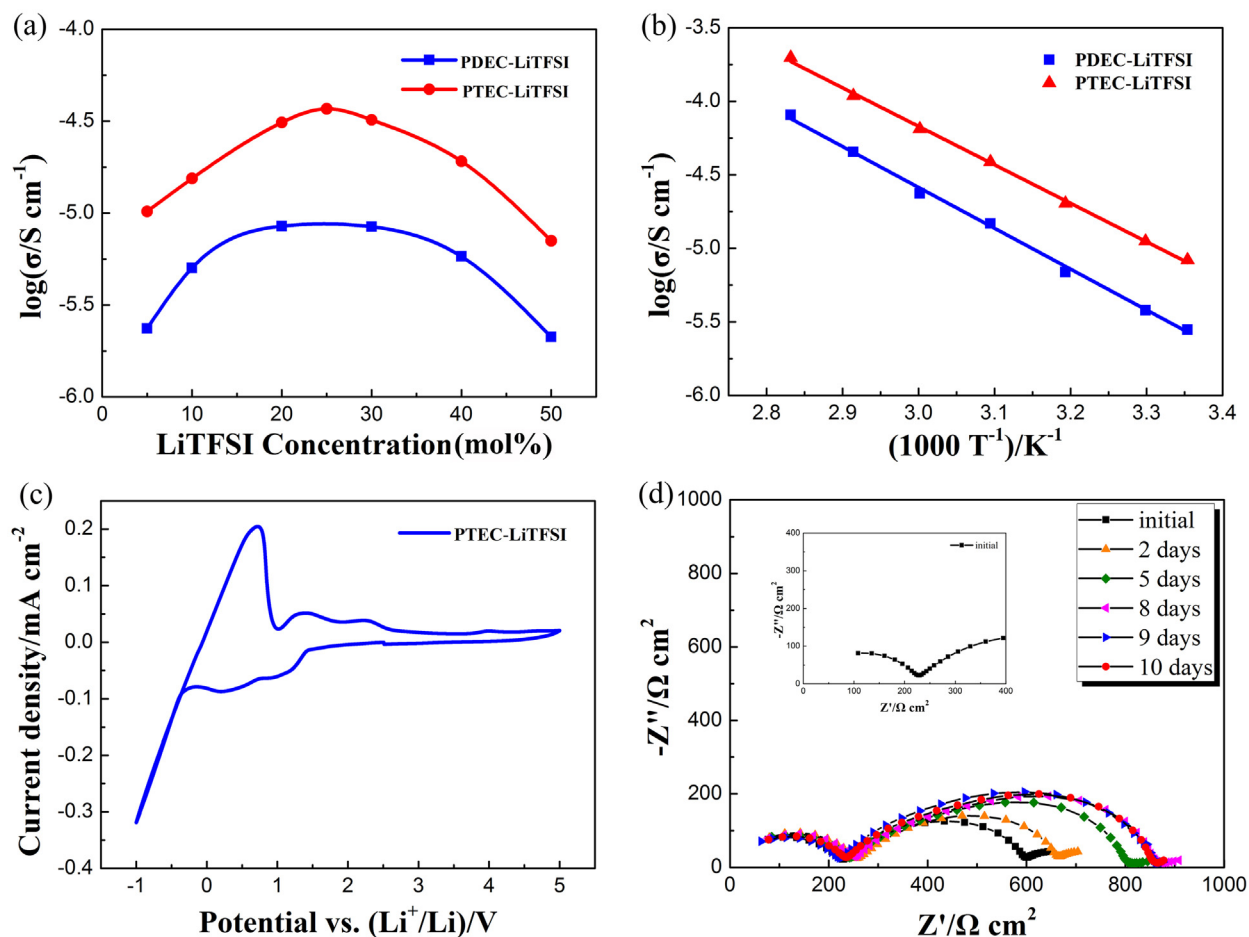 (a)
-4.0
-4.5
-5.0
-5.5
-6.0
log(σ/S cm⁻¹)
PDEC-LiTFSI
PTEC-LiTFSI
0 10 20 30 40 50
LiTFSI Concentration(mol%)
(b)
-3.5
-4.0
-4.5
-5.0
-5.5
-6.0
log(σ/S cm⁻¹)
PDEC-LiTFSI
PTEC-LiTFSI
2.8 2.9 3.0 3.1 3.2 3.3 3.4
(1000 T⁻¹)/K⁻¹
(c)
0.2
0.1
0.0
-0.1
-0.2
-0.3
-0.4
Current density/mA cm⁻²
PTEC-LiTFSI
-1 0 1 2 3 4 5
Potential vs. (Li⁺/Li)/V
(d)
1000
900
800
700
600
500
400
300
200
100
0
-Z''/Ω cm²
initial
2 days
5 days
8 days
9 days
10 days
400
300
200
100
0
-Z''/Ω cm²
initial
0 100 200 300 400
Z'/Ω cm²
0 200 400 600 800 1000
Z'/Ω cm²